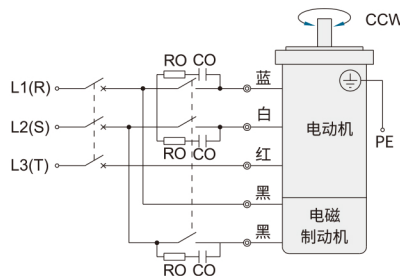 CCW
RO CO
L1(R)
蓝
L2(S)
白
电动机
RO CO
PE
L3(T)
红
黑
电磁
制动机
黑
RO CO